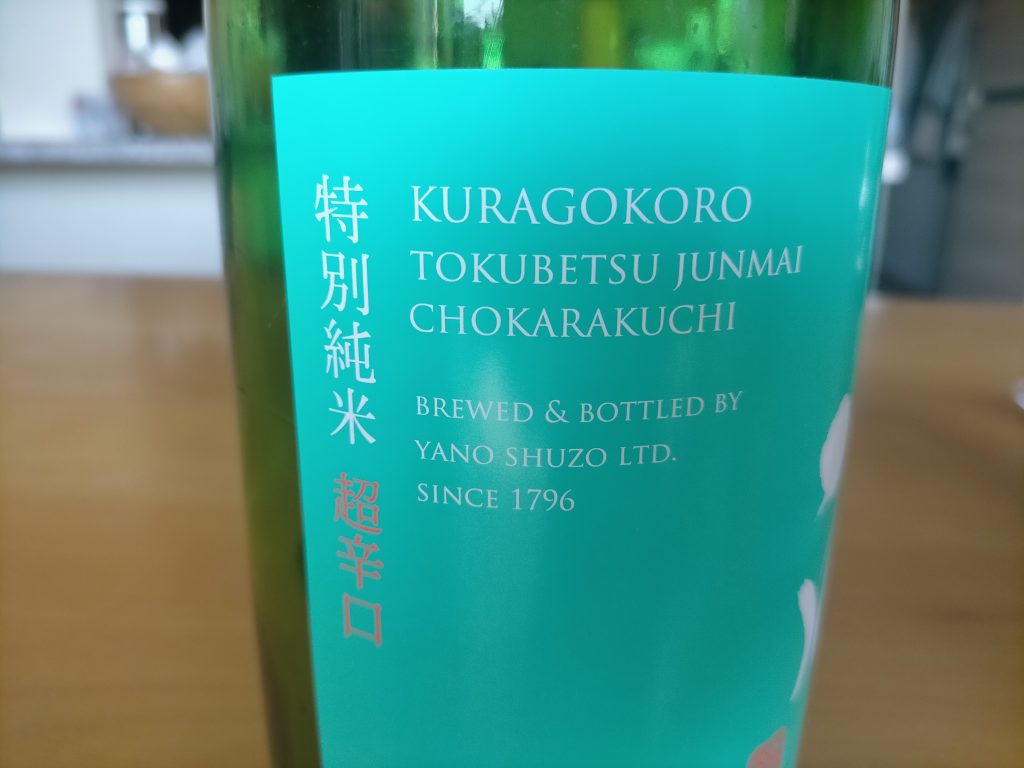 特別純米 超辛口
KURAGOKORO
TOKUBETSU JUNMAI
CHOKARAKUCHI
BREWED & BOTTLED BY
YANO SHUZO LTD.
SINCE 1796